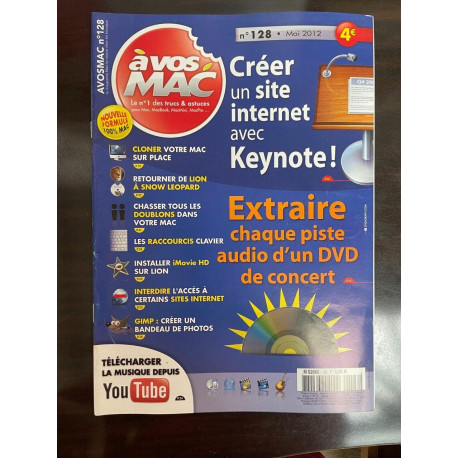 AVOSMAC n°128
n°128 • Mai 2012
4€
à vos
MAC
Le n°1 des trucs & astuces
NOUVELLE
FORMULE
100% MAC
Créer
un site
internet
avec
Keynote!
CLONER VOTRE MAC
SUR PLACE
RETOURNER DE LION
À SNOW LEOPARD
CHASSER TOUS LES
DOUBLONS DANS
VOTRE MAC
LES RACCOURCIS CLAVIER
INSTALLER iMovie HD
SUR LION
INTERDIRE L'ACCÈS À
CERTAINS SITES INTERNET
GIMP : CRÉER UN
BANDEAU DE PHOTOS
Extraire
chaque piste
audio d'un DVD
de concert
TÉLÉCHARGER
LA MUSIQUE DEPUIS
YouTube